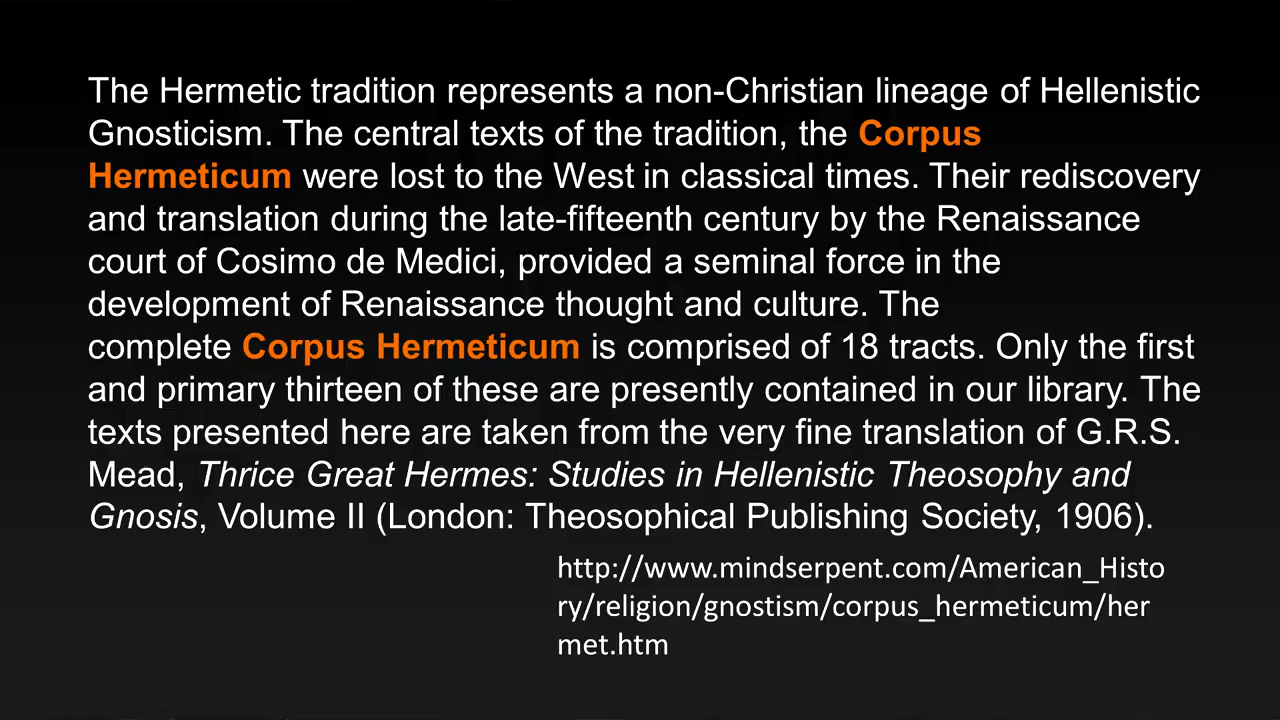 The Hermetic tradition represents a non-Christian lineage of Hellenistic
Gnosticism. The central texts of the tradition, the Corpus
Hermeticum were lost to the West in classical times. Their rediscovery
and translation during the late-fifteenth century by the Renaissance
court of Cosimo de Medici, provided a seminal force in the
development of Renaissance thought and culture. The
complete Corpus Hermeticum is comprised of 18 tracts. Only the first
and primary thirteen of these are presently contained in our library. The
texts presented here are taken from the very fine translation of G.R.S.
Mead, Thrice Great Hermes: Studies in Hellenistic Theosophy and
Gnosis, Volume II (London: Theosophical Publishing Society, 1906).
http://www.mindserpent.com/American_Histo
ry/religion/gnostism/corpus_hermeticum/her
met.htm